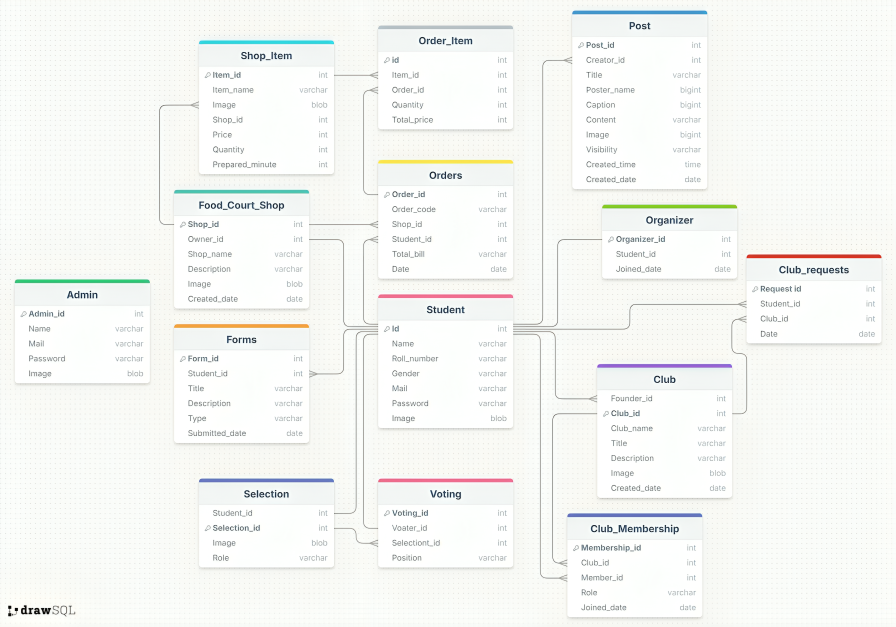 Shop_Item
Item_id int
Item_name varchar
Image blob
Shop_id int
Price int
Quantity int
Prepared_minute int
Order_Item
id int
Item_id int
Order_id int
Quantity int
Total_price int
Post
Post_id int
Creator_id int
Title varchar
Poster_name bigint
Caption bigint
Content varchar
Image bigint
Visibility varchar
Created_time time
Created_date date
Food_Court_Shop
Shop_id int
Owner_id int
Shop_name varchar
Description varchar
Image blob
Created_date date
Orders
Order_id int
Order_code varchar
Shop_id int
Student_id int
Total_bill varchar
Date date
Organizer
Organizer_id int
Student_id int
Joined_date date
Club_requests
Request id int
Student_id int
Club_id int
Date date
Admin
Admin_id int
Name varchar
Mail varchar
Password varchar
Image blob
Forms
Form_id int
Student_id int
Title varchar
Description varchar
Type varchar
Submitted_date date
Student
id int
Name varchar
Roll_number varchar
Gender varchar
Mail varchar
Password varchar
Image blob
Club
Founder_id int
Club_id int
Club_name varchar
Title varchar
Description varchar
Image blob
Created_date date
Selection
Student_id int
Selection_id int
Image blob
Role varchar
Voting
Voting_id int
Voater_id int
Selectiont_id int
Position varchar
Club_Membership
Membership_id int
Club_id int
Member_id int
Role varchar
Joined_date date
drawSQL